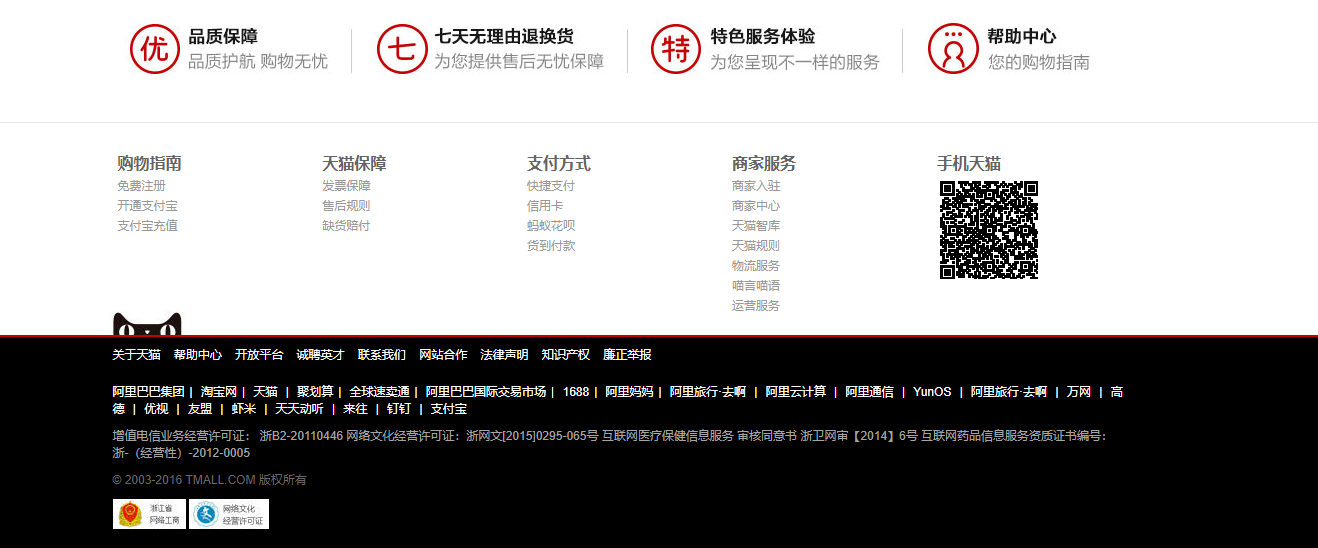 优 品质保障 七 七天无理由退换货 特 特色服务体验 帮助中心
品质护航 购物无忧 为您提供售后无忧保障 为您呈现不一样的服务 您的购物指南
购物指南 天猫保障 支付方式 商家服务 手机天猫
免费注册 发票保障 快捷支付 商家入驻
开通支付宝 售后规则 信用卡 商家中心
支付宝充值 缺货赔付 蚂蚁花呗 天猫智库
货到付款 天猫规则
物流服务
喵言喵语
运营服务
关于天猫 帮助中心 开放平台 诚聘英才 联系我们 网站合作 法律声明 知识产权 廉正举报
阿里巴巴集团 | 淘宝网 | 天猫 | 聚划算 | 全球速卖通 | 阿里巴巴国际交易市场 | 1688 | 阿里妈妈 | 阿里旅行·去啊 | 阿里云计算 | 阿里通信 | YunOS | 阿里旅行·去啊 | 万网 | 高
德 | 优视 | 友盟 | 虾米 | 天天动听 | 来往 | 钉钉 | 支付宝
增值电信业务经营许可证： 浙B2-20110446 网络文化经营许可证：浙网文[2015]0295-065号 互联网医疗保健信息服务 审核同意书 浙卫网审【2014】6号 互联网药品信息服务资质证书编号：
浙-（经营性）-2012-0005
© 2003-2016 TMALL.COM 版权所有
浙江省 网络文化
网络工商 经营许可证